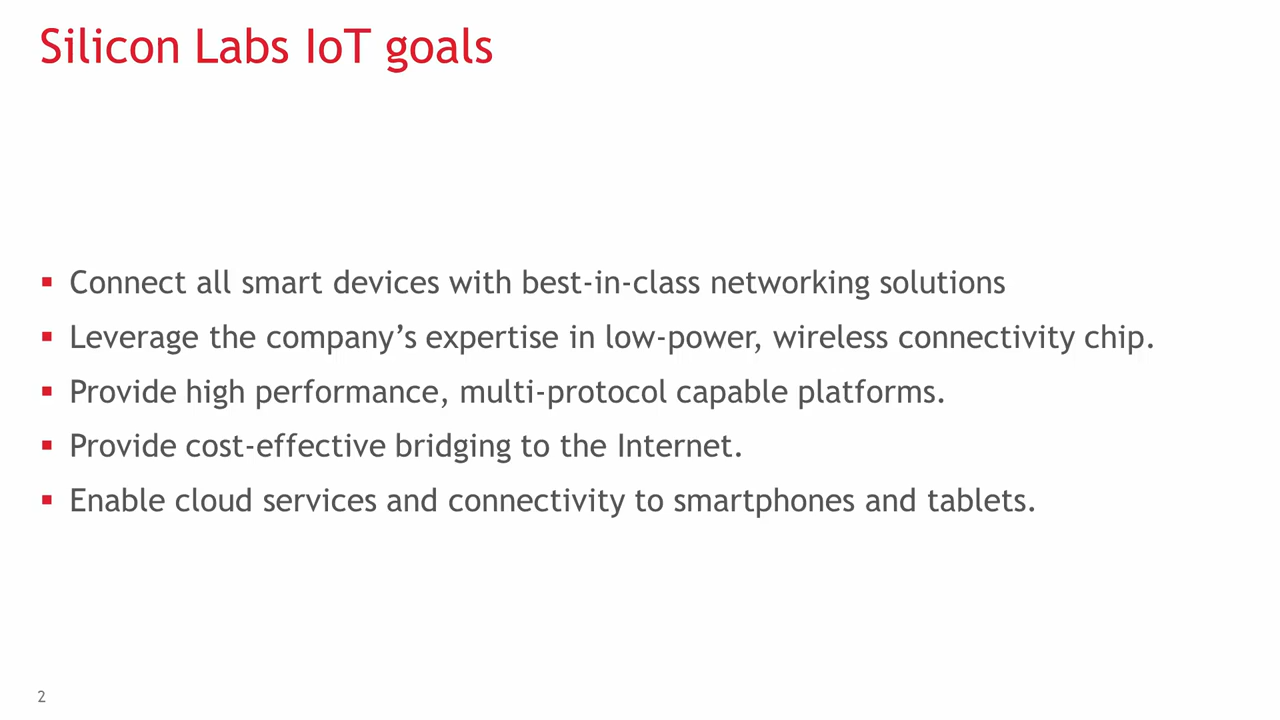 Silicon Labs IoT goals
▪ Connect all smart devices with best-in-class networking solutions
▪ Leverage the company’s expertise in low-power, wireless connectivity chip.
▪ Provide high performance, multi-protocol capable platforms.
▪ Provide cost-effective bridging to the Internet.
▪ Enable cloud services and connectivity to smartphones and tablets.
2